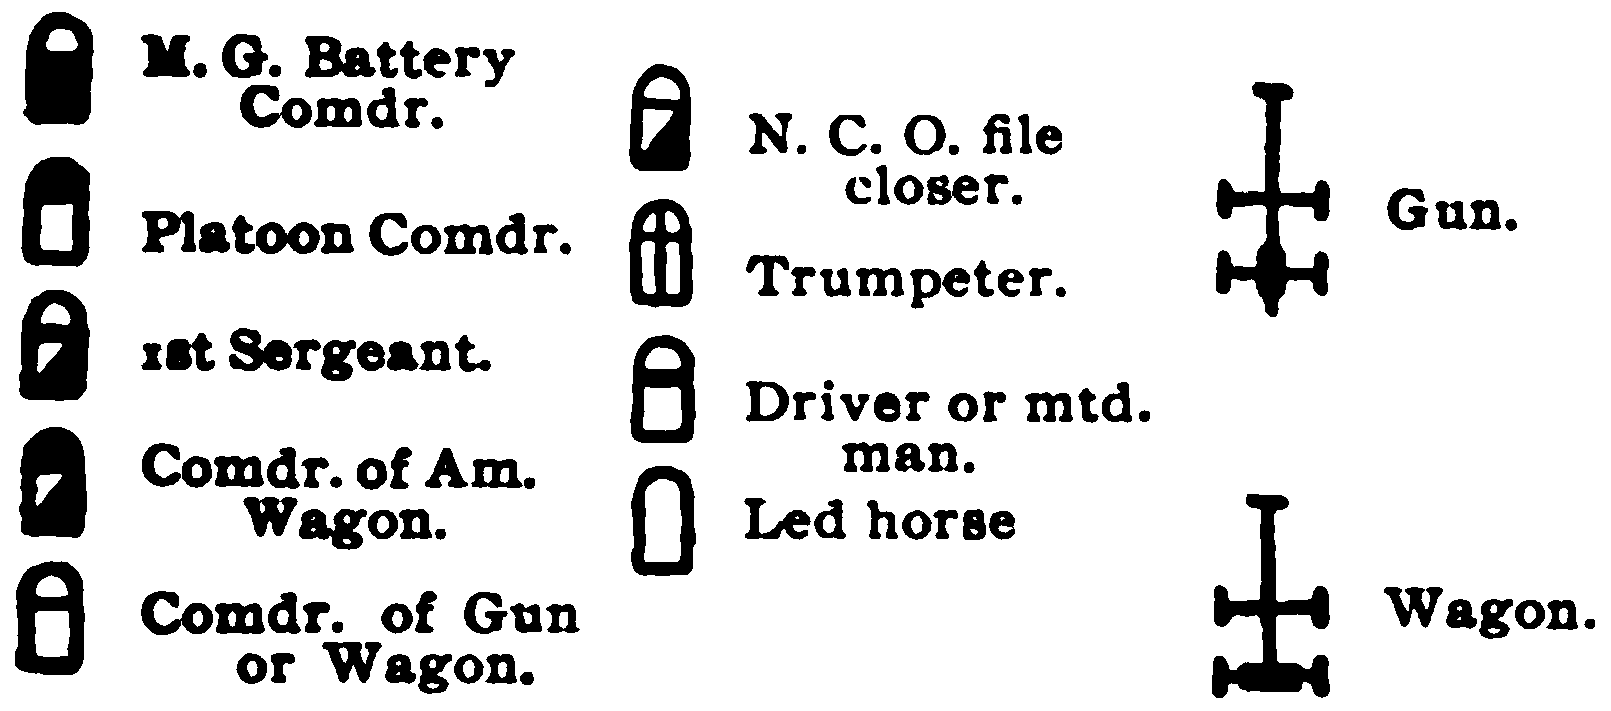 M. G. Battery
Comdr.
Platoon Comdr.
1st Sergeant.
Comdr. of Am.
Wagon.
Comdr. of Gun
or Wagon.
N. C. O. file
closer.
Trumpeter.
Driver or mtd.
man.
Led horse
Gun.
Wagon.